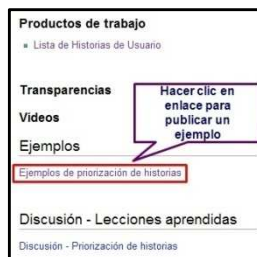 Productos de trabajo
Lista de Historias de Usuario
Transparencias
Videos
Hacer clic en
enlace para
publicar un
ejemplo
Ejemplos
Ejemplos de priorización de historias
Discusión - Lecciones aprendidas
Discusión - Priorización de historias